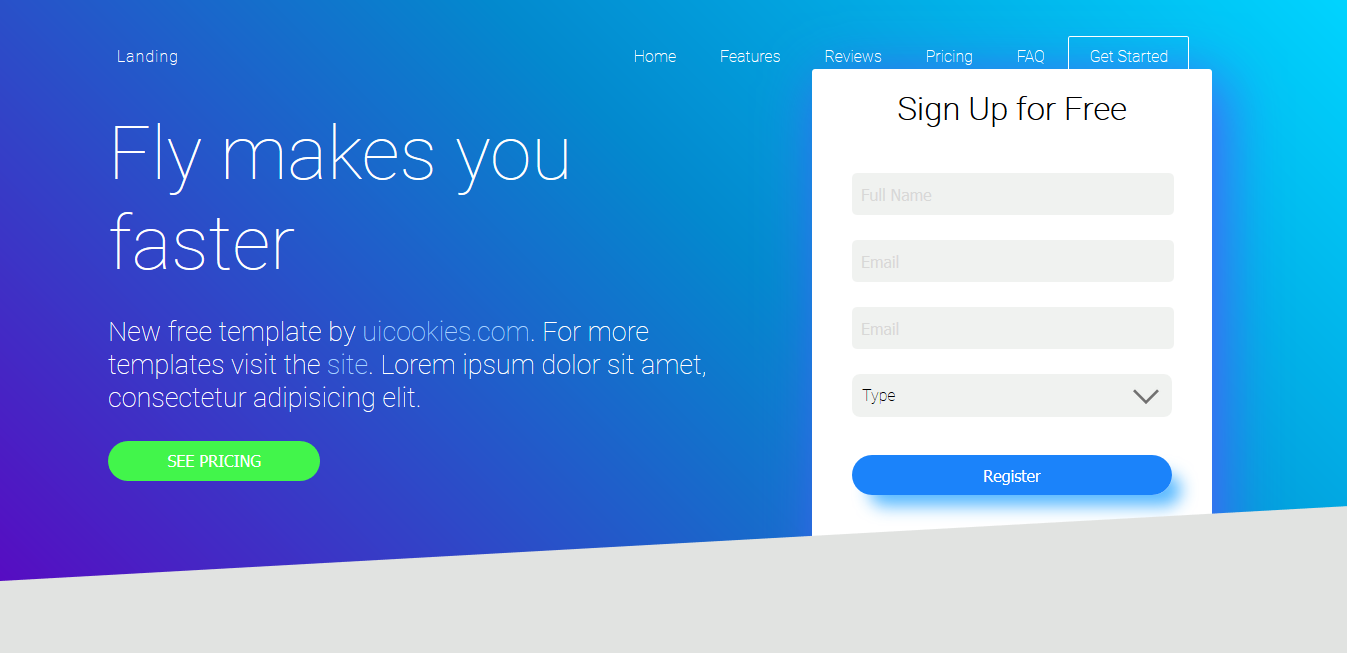 Landing
Home
Features
Reviews
Pricing
FAQ
Get Started
Fly makes you
faster
New free template by uicookies.com. For more
templates visit the site. Lorem ipsum dolor sit amet,
consectetur adipisicing elit.
SEE PRICING
Sign Up for Free
Full Name
Email
Email
Type
Register